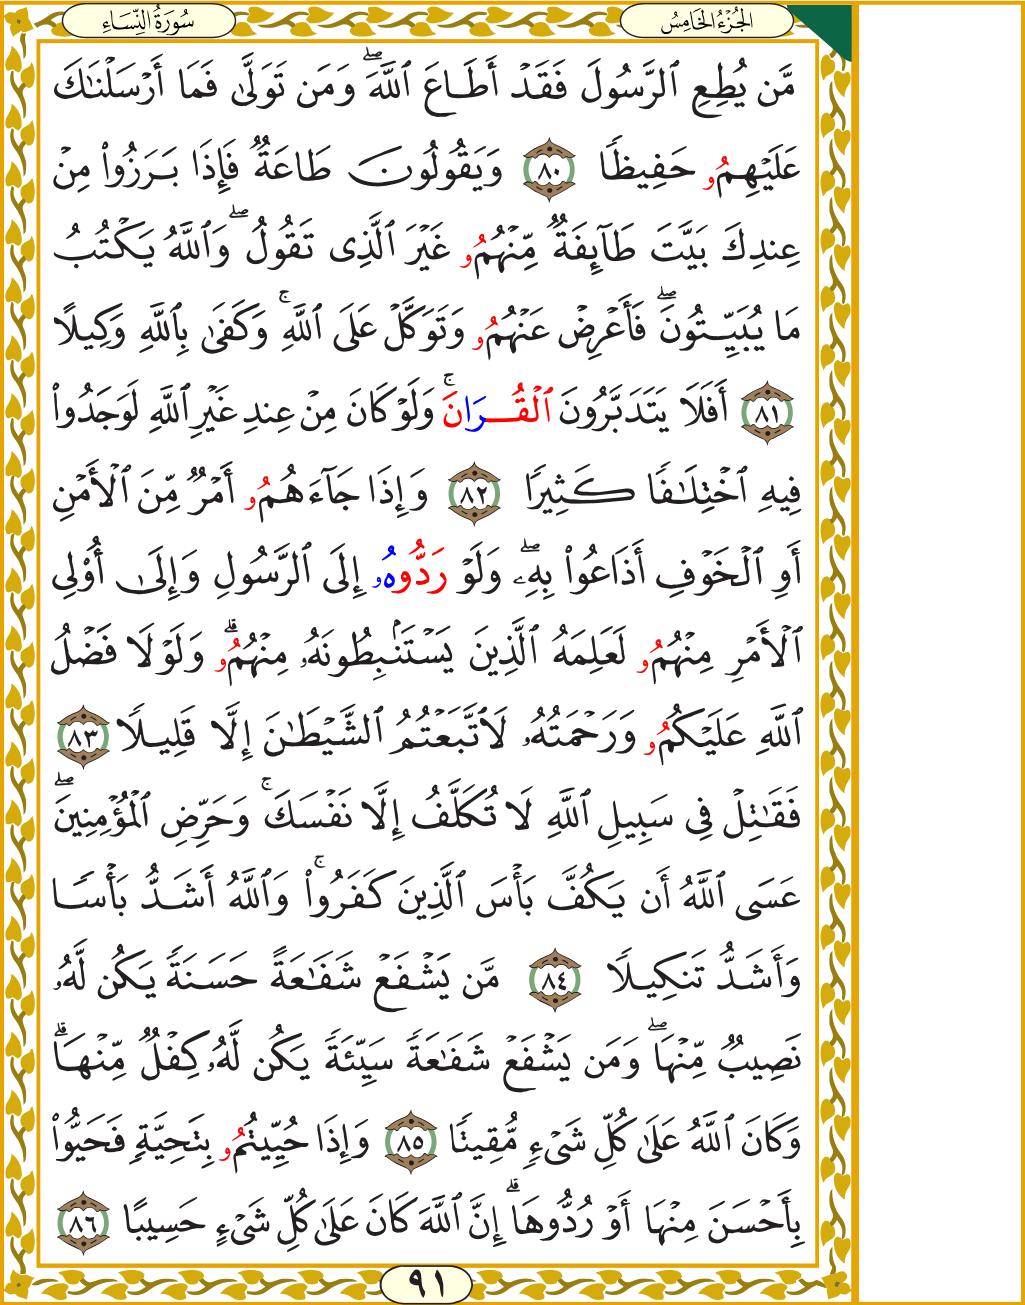 الجُزْءُ الخَامِسُ
سُورَةُ النِّسَاءِ
مَّن يُطِعِ ٱلرَّسُولَ فَقَدْ أَطَاعَ ٱللَّهَۖ وَمَن تَوَلَّىٰ فَمَا أَرْسَلْنَٰكَ
عَلَيْهِمُۥ حَفِيظًا ٨٠ وَيَقُولُونَ طَاعَةٌ فَإِذَا بَرَزُوا۟ مِنْ
عِندِكَ بَيَّتَ طَآئِفَةٌ مِّنْهُمُۥ غَيْرَ ٱلَّذِى تَقُولُۖ وَٱللَّهُ يَكْتُبُ
مَا يُبَيِّتُونَۖ فَأَعْرِضْ عَنْهُمُۥ وَتَوَكَّلْ عَلَى ٱللَّهِۚ وَكَفَىٰ بِٱللَّهِ وَكِيلًا
٨١ أَفَلَا يَتَدَبَّرُونَ ٱلْقُرَانَۚ وَلَوْ كَانَ مِنْ عِندِ غَيْرِ ٱللَّهِ لَوَجَدُوا۟
فِيهِ ٱخْتِلَٰفًا كَثِيرًا ٨٢ وَإِذَا جَآءَهُمُۥ أَمْرٌ مِّنَ ٱلْأَمْنِ
أَوِ ٱلْخَوْفِ أَذَاعُوا۟ بِهِۦۖ وَلَوْ رَدُّوهُۥ إِلَى ٱلرَّسُولِ وَإِلَىٰ أُو۟لِى
ٱلْأَمْرِ مِنْهُمُۥ لَعَلِمَهُ ٱلَّذِينَ يَسْتَنۢبِطُونَهُۥ مِنْهُمُۥۗ وَلَوْلَا فَضْلُ
ٱللَّهِ عَلَيْكُمُۥ وَرَحْمَتُهُۥ لَٱتَّبَعْتُمُ ٱلشَّيْطَٰنَ إِلَّا قَلِيلًا ٨٣
فَقَٰتِلْ فِى سَبِيلِ ٱللَّهِ لَا تُكَلَّفُ إِلَّا نَفْسَكَۚ وَحَرِّضِ ٱلْمُؤْمِنِينَۖ
عَسَى ٱللَّهُ أَن يَكُفَّ بَأْسَ ٱلَّذِينَ كَفَرُوا۟ۚ وَٱللَّهُ أَشَدُّ بَأْسًا
وَأَشَدُّ تَنكِيلًا ٨٤ مَّن يَشْفَعْ شَفَٰعَةً حَسَنَةً يَكُن لَّهُۥ
نَصِيبٌ مِّنْهَاۖ وَمَن يَشْفَعْ شَفَٰعَةً سَيِّئَةً يَكُن لَّهُۥ كِفْلٌ مِّنْهَاۗ
وَكَانَ ٱللَّهُ عَلَىٰ كُلِّ شَىْءٍ مُّقِيتًا ٨٥ وَإِذَا حُيِّيتُمُۥ بِتَحِيَّةٍ فَحَيُّوا۟
بِأَحْسَنَ مِنْهَا أَوْ رُدُّوهَاۗ إِنَّ ٱللَّهَ كَانَ عَلَىٰ كُلِّ شَىْءٍ حَسِيبًا ٨٦
٩١